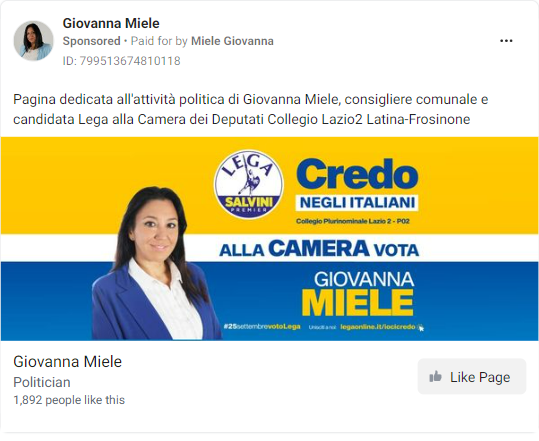 Giovanna Miele
Sponsored • Paid for by Miele Giovanna
ID: 799513674810118
Pagina dedicata all'attività politica di Giovanna Miele, consigliere comunale e
candidata Lega alla Camera dei Deputati Collegio Lazio2 Latina-Frosinone
LEGA
SALVINI
PREMIER
Credo
NEGLI ITALIANI
Collegio Plurinominale Lazio 2 - P02
ALLA CAMERA VOTA
GIOVANNA
MIELE
#25settembrevotoLega Unisciti a noi legaonline.it/iocicredo
Giovanna Miele
Politician
1,892 people like this
Like Page